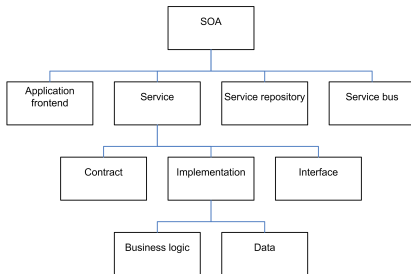 SOA
Application
frontend
Service
Service repository
Service bus
Contract
Implementation
Interface
Business logic
Data